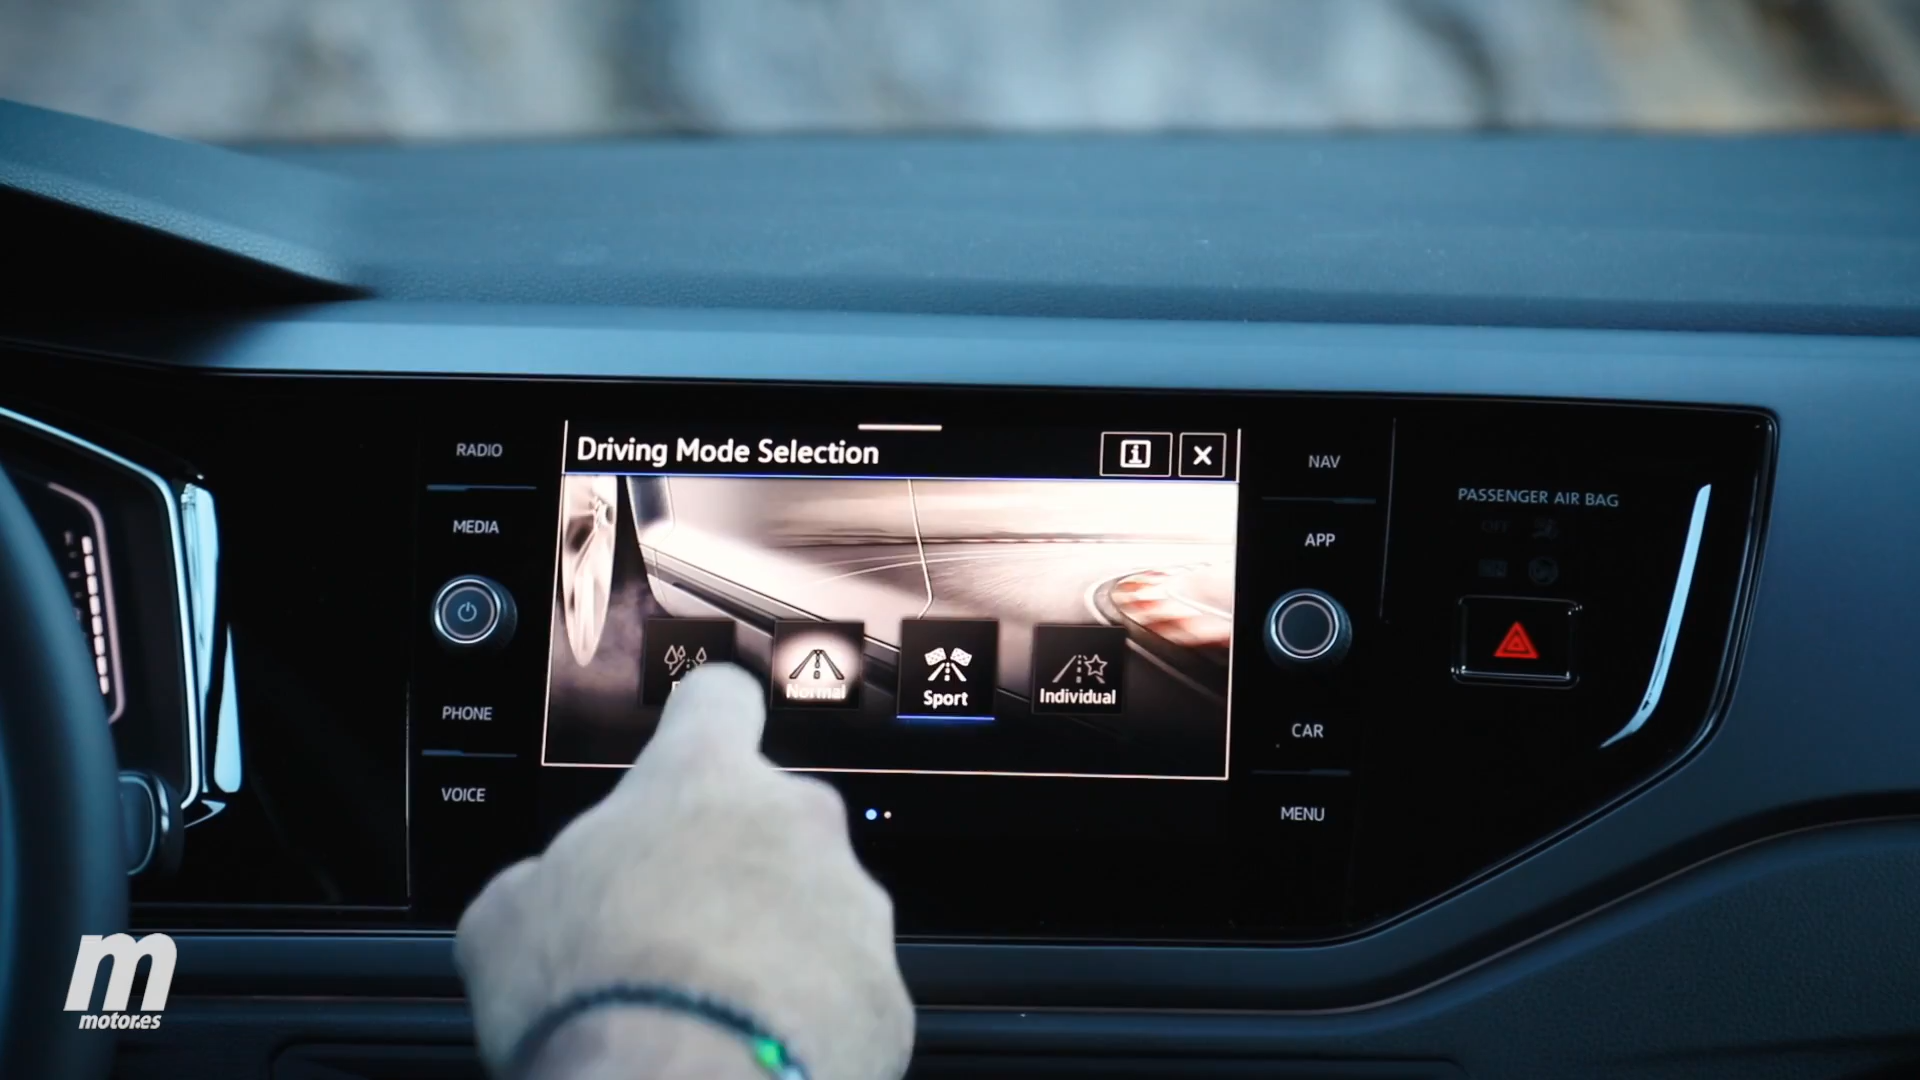 RADIO
MEDIA
PHONE
VOICE
Driving Mode Selection
Normal
Sport
Individual
NAV
APP
CAR
MENU
PASSENGER AIR BAG
m
motor.es